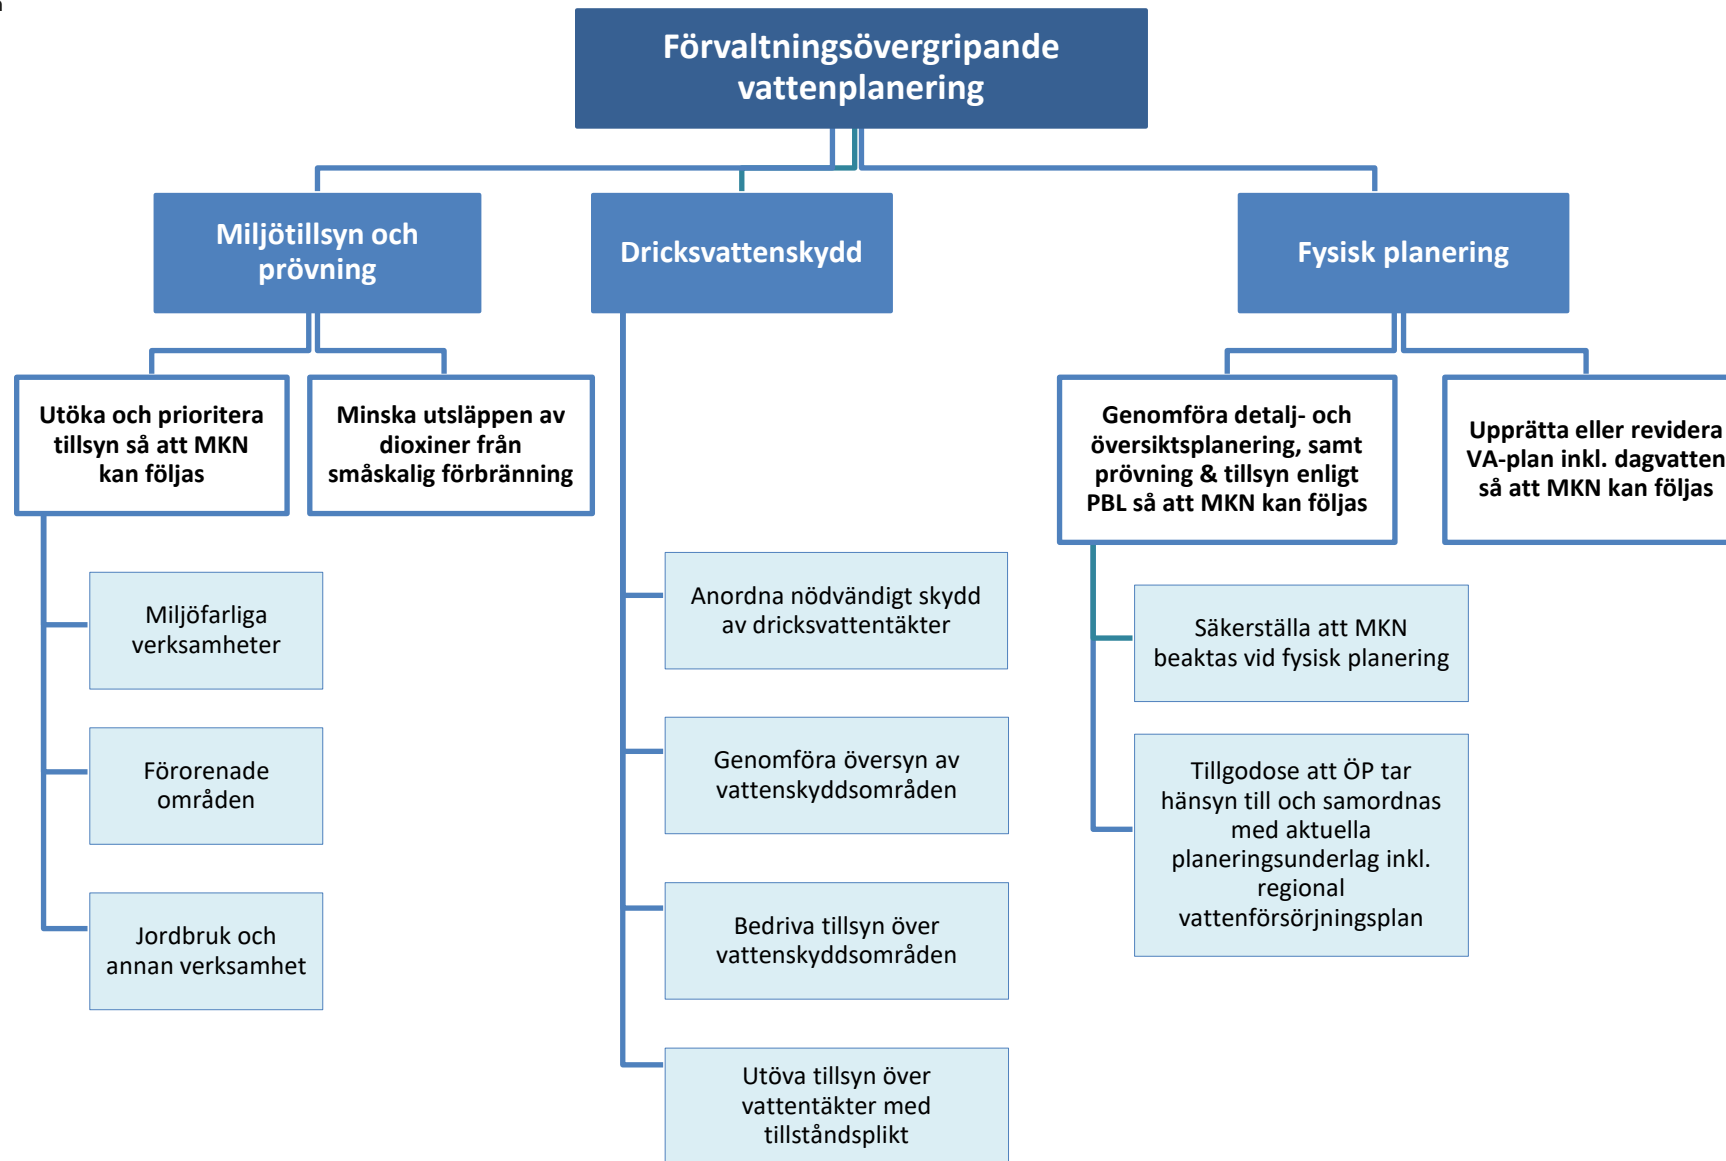 Förvaltningsövergripande
vattenplanering
Miljötillsyn och
prövning
Dricksvattenskydd
Fysisk planering
Utöka och prioritera
tillsyn så att MKN
kan följas
Minska utsläppen av
dioxiner från
småskalig förbränning
Genomföra detalj- och
översiktsplanering, samt
prövning & tillsyn enligt
PBL så att MKN kan följas
Upprätta eller revidera
VA-plan inkl. dagvatten
så att MKN kan följas
Miljöfarliga
verksamheter
Förorenade
områden
Jordbruk och
annan verksamhet
Anordna nödvändigt skydd
av dricksvattentäkter
Genomföra översyn av
vattenskyddsområden
Bedriva tillsyn över
vattenskyddsområden
Utöva tillsyn över
vattentäkter med
tillståndsplikt
Säkerställa att MKN
beaktas vid fysisk planering
Tillgodose att ÖP tar
hänsyn till och samordnas
med aktuella
planeringsunderlag inkl.
regional
vattenförsörjningsplan